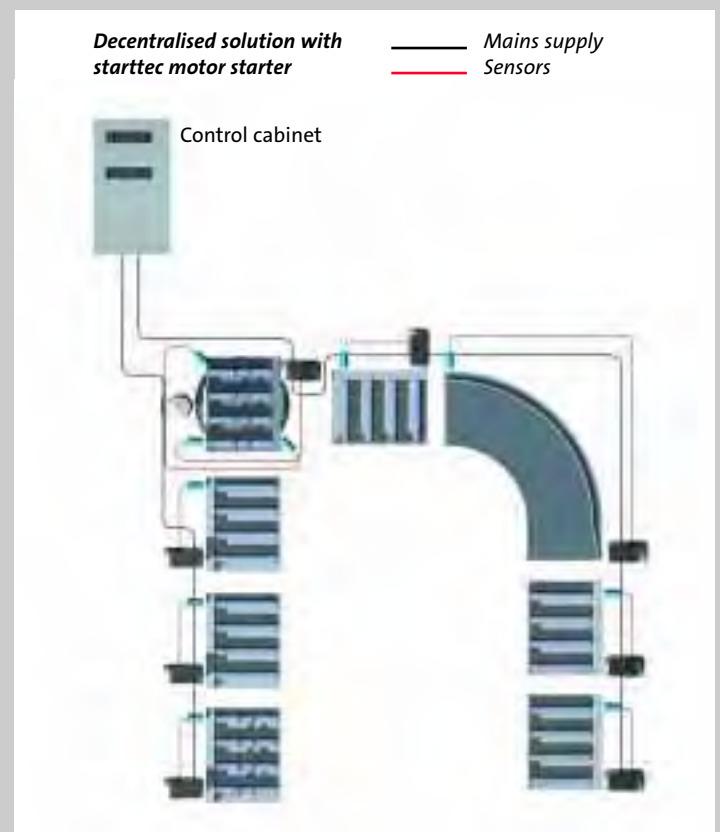 Decentralised solution with
starttec motor starter
Mains supply
Sensors
Control cabinet